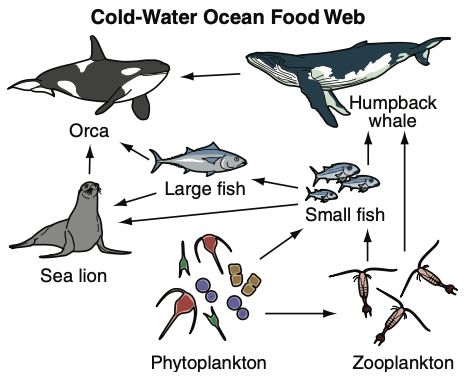 Cold-Water Ocean Food Web
Orca
Humpback
whale
Large fish
Small fish
Sea lion
Phytoplankton
Zooplankton